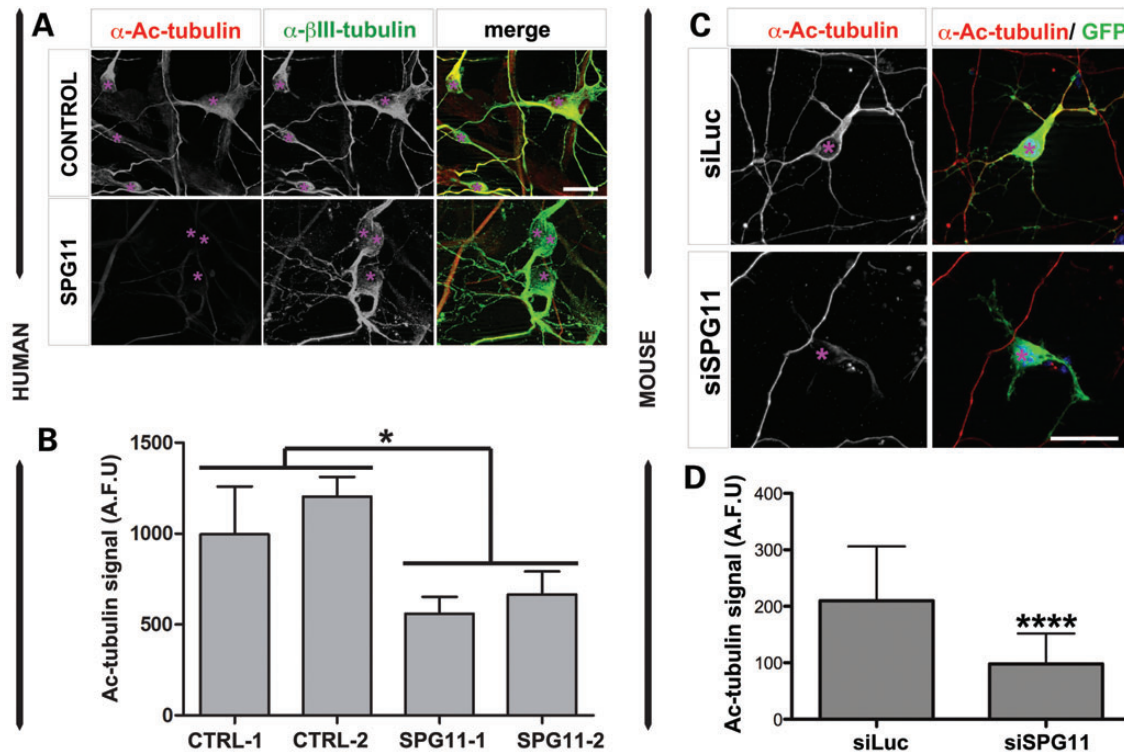 A
α-Ac-tubulin α-βIII-tubulin merge
CONTROL
SPG11
HUMAN
B
Ac-tubulin signal (A.F.U)
1500
1000
500
0
*
CTRL-1 CTRL-2 SPG11-1 SPG11-2
C
α-Ac-tubulin α-Ac-tubulin/ GFP
siLuc
siSPG11
MOUSE
D
Ac-tubulin signal (A.F.U)
400
300
200
100
0
****
siLuc siSPG11